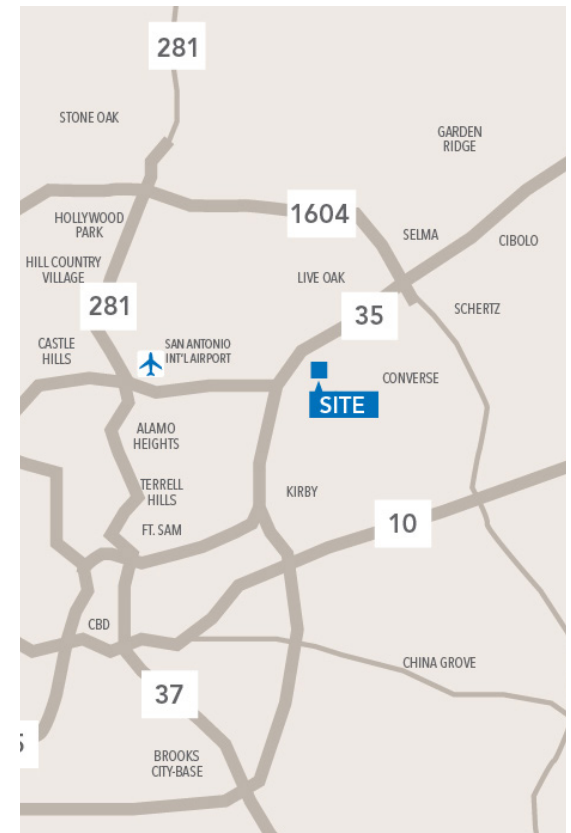 281
STONE OAK
GARDEN
RIDGE
1604
HOLLYWOOD
PARK
SELMA
CIBOLO
HILL COUNTRY
VILLAGE
LIVE OAK
281
35
SCHERTZ
CASTLE
HILLS
SAN ANTONIO
INT'L AIRPORT
CONVERSE
SITE
ALAMO
HEIGHTS
TERRELL
HILLS
KIRBY
FT. SAM
10
CBD
CHINA GROVE
37
BROOKS
CITY-BASE